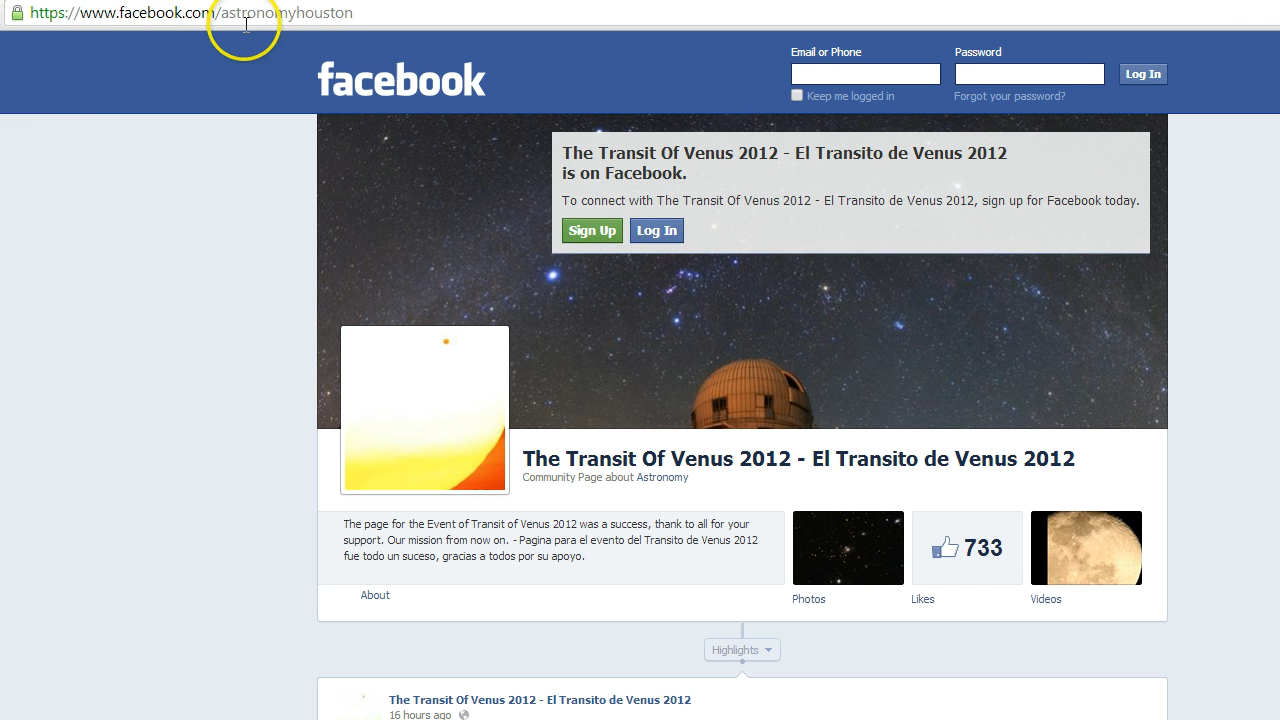 https://www.facebook.com/astronomyhouston
Email or Phone
Password
facebook
Log In
Keep me logged in
Forgot your password?
The Transit Of Venus 2012 - El Transito de Venus 2012
is on Facebook.
To connect with The Transit Of Venus 2012 - El Transito de Venus 2012, sign up for Facebook today.
Sign Up
Log In
The Transit Of Venus 2012 - El Transito de Venus 2012
Community Page about Astronomy
The page for the Event of Transit of Venus 2012 was a success, thank to all for your
support. Our mission from now on. - Pagina para el evento del Transito de Venus 2012
fue todo un suceso, gracias a todos por su apoyo.
733
About
Photos
Likes
Videos
Highlights
The Transit Of Venus 2012 - El Transito de Venus 2012
16 hours ago